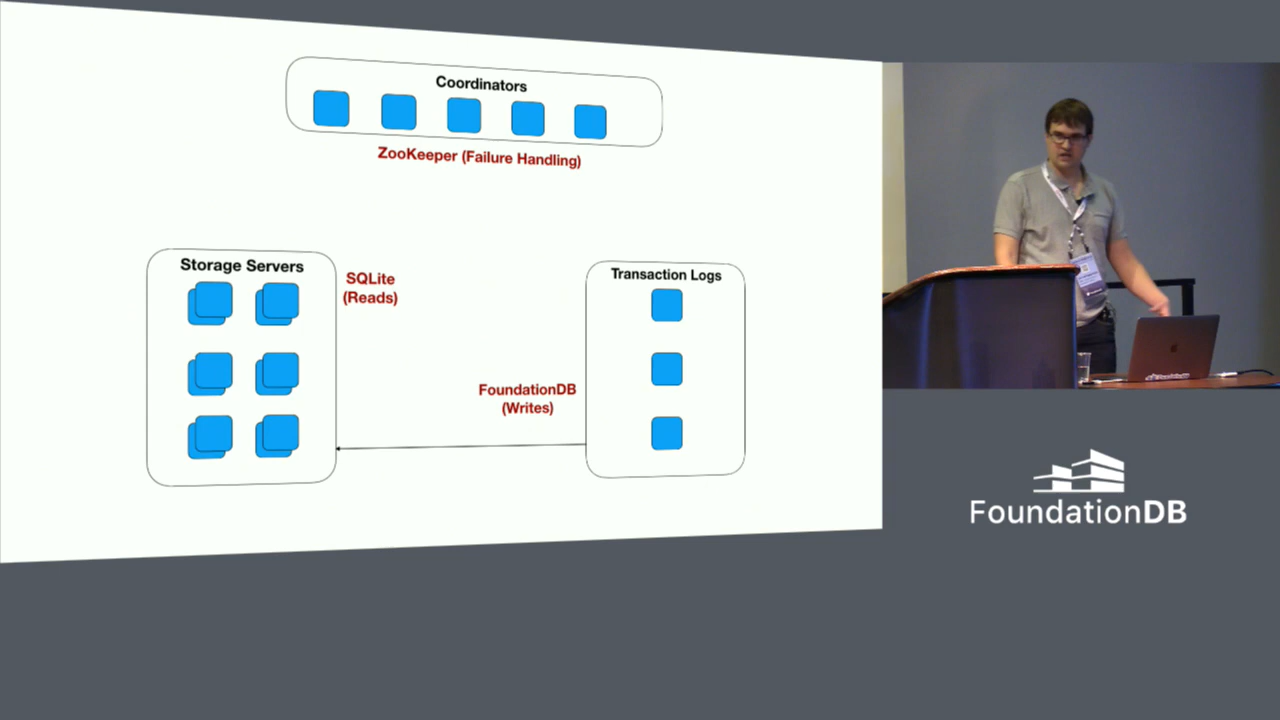 Coordinators
ZooKeeper (Failure Handling)
Storage Servers
SQLite
(Reads)
Transaction Logs
FoundationDB
(Writes)
FoundationDB